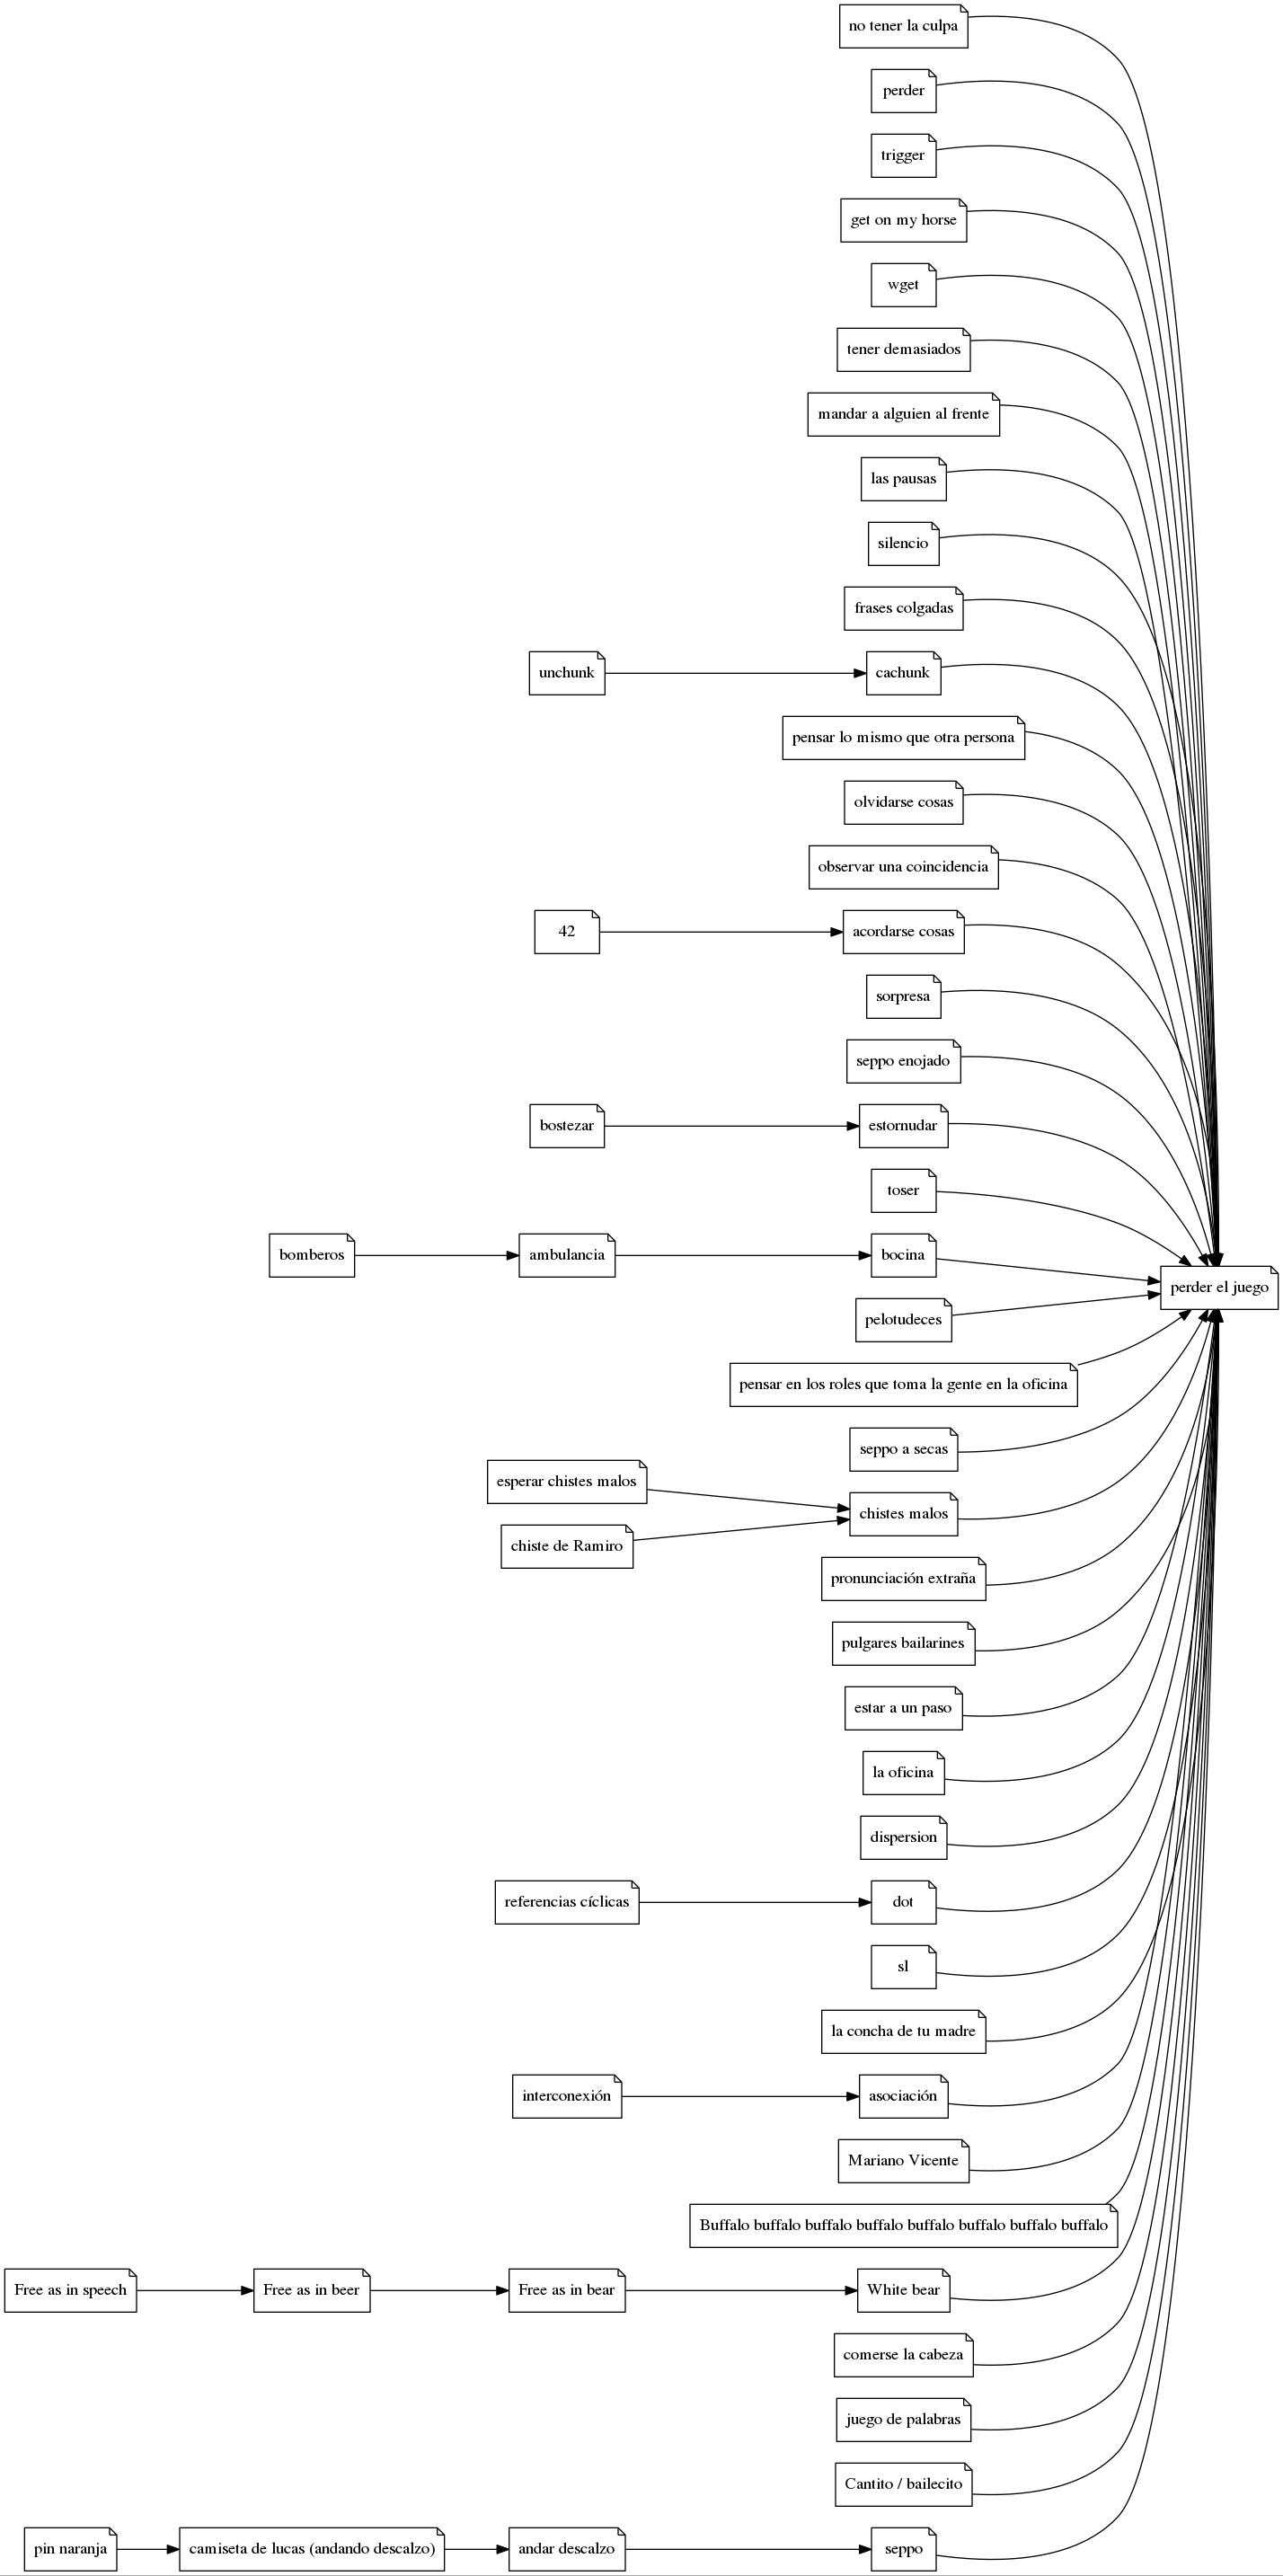 no tener la culpa
perder
trigger
get on my horse
wget
tener demasiados
mandar a alguien al frente
las pausas
silencio
frases colgadas
unchunk
cachunk
pensar lo mismo que otra persona
olvidarse cosas
observar una coincidencia
42
acordarse cosas
sorpresa
seppo enojado
bostezar
estornudar
toser
bomberos
ambulancia
bocina
perder el juego
pelotudeces
pensar en los roles que toma la gente en la oficina
seppo a secas
esperar chistes malos
chistes malos
chiste de Ramiro
pronunciación extraña
pulgares bailarines
estar a un paso
la oficina
dispersion
referencias cíclicas
dot
sl
la concha de tu madre
interconexión
asociación
Mariano Vicente
Buffalo buffalo buffalo buffalo buffalo buffalo buffalo buffalo
Free as in speech
Free as in beer
Free as in bear
White bear
comerse la cabeza
juego de palabras
Cantito / bailecito
pin naranja
camiseta de lucas (andando descalzo)
andar descalzo
seppo